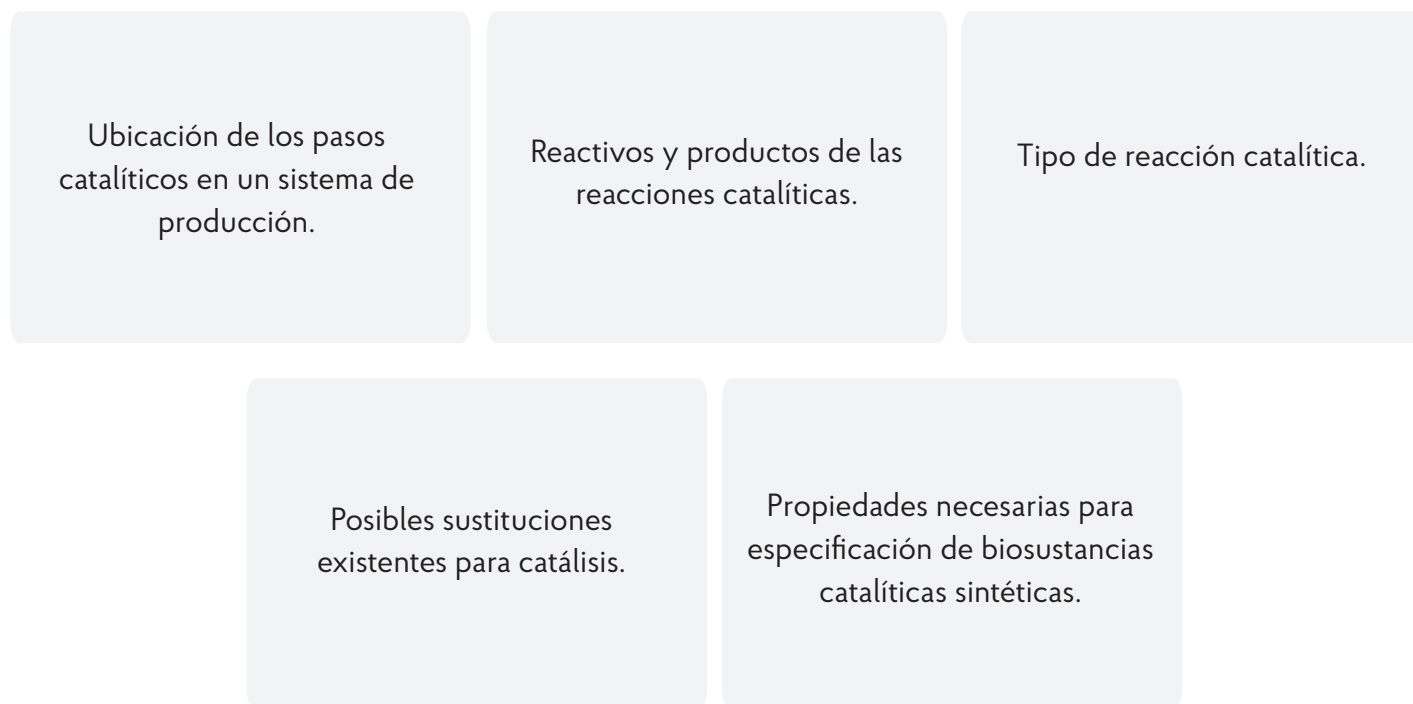 Ubicación de los pasos
catalíticos en un sistema de
producción.
Reactivos y productos de las
reacciones catalíticas.
Tipo de reacción catalítica.
Posibles sustituciones
existentes para catálisis.
Propiedades necesarias para
especificación de biosustancias
catalíticas sintéticas.